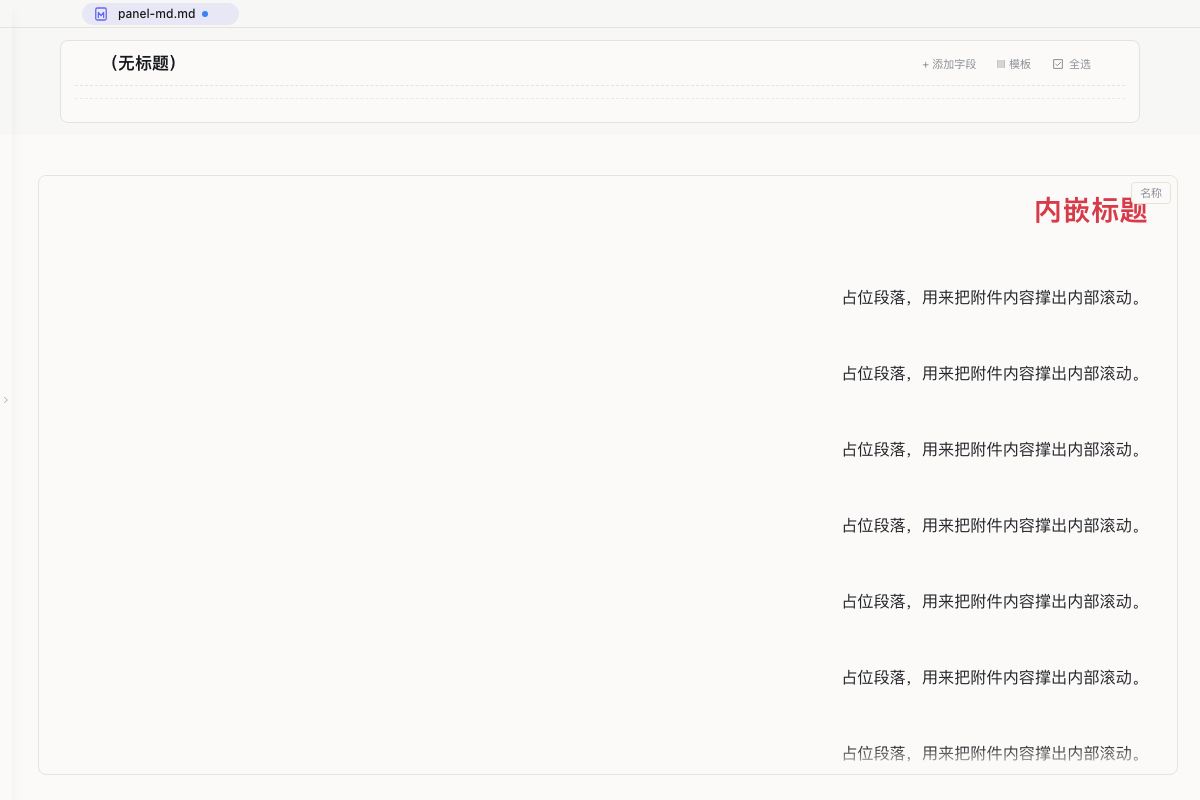 panel-md.md
(无标题)
+ 添加字段 模板 全选
名称
内嵌标题
占位段落，用来把附件内容撑出内部滚动。
占位段落，用来把附件内容撑出内部滚动。
占位段落，用来把附件内容撑出内部滚动。
占位段落，用来把附件内容撑出内部滚动。
占位段落，用来把附件内容撑出内部滚动。
占位段落，用来把附件内容撑出内部滚动。
占位段落，用来把附件内容撑出内部滚动。